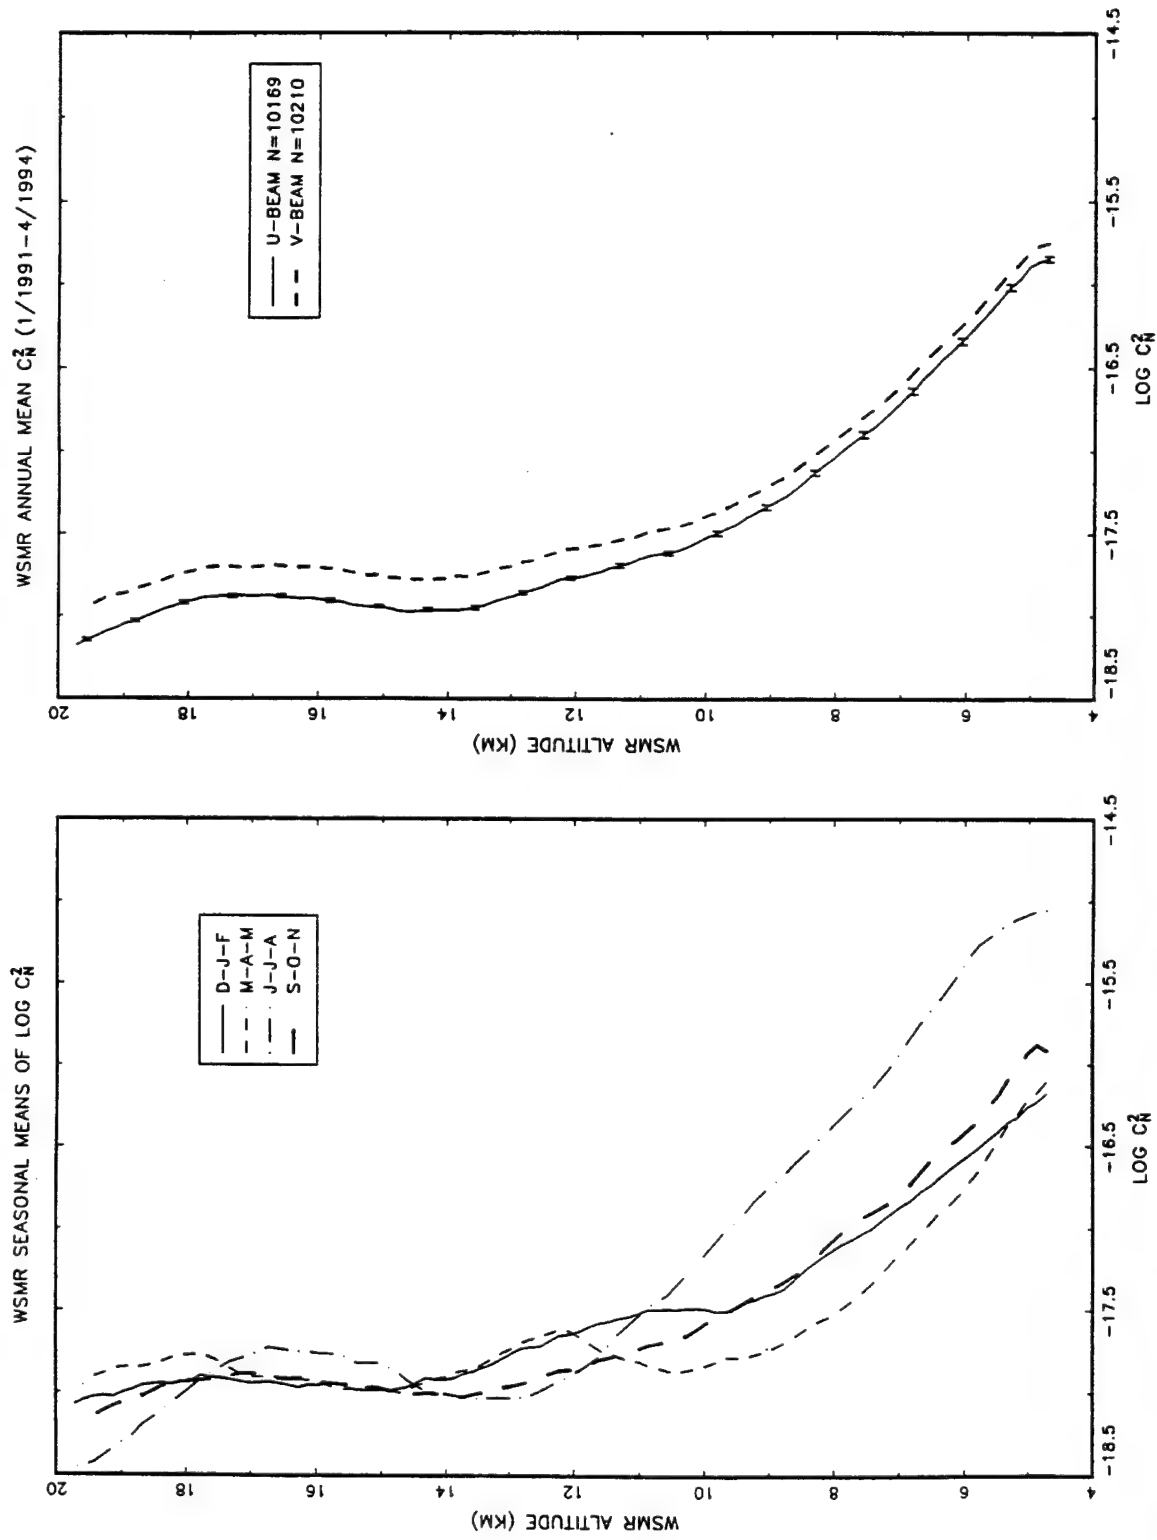 WSMR ANNUAL MEAN C²N (1/1991-4/1994)
U-BEAM N=10169
V-BEAM N=10210
20
18
16
14
12
10
8
6
4
WSMR ALTITUDE (KM)
-18.5
-17.5
-16.5
-15.5
-14.5
LOG C²N
WSMR SEASONAL MEANS OF LOG C²N
D-J-F
M-A-M
J-J-A
S-O-N
20
18
16
14
12
10
8
6
4
WSMR ALTITUDE (KM)
-18.5
-17.5
-16.5
-15.5
-14.5
LOG C²N